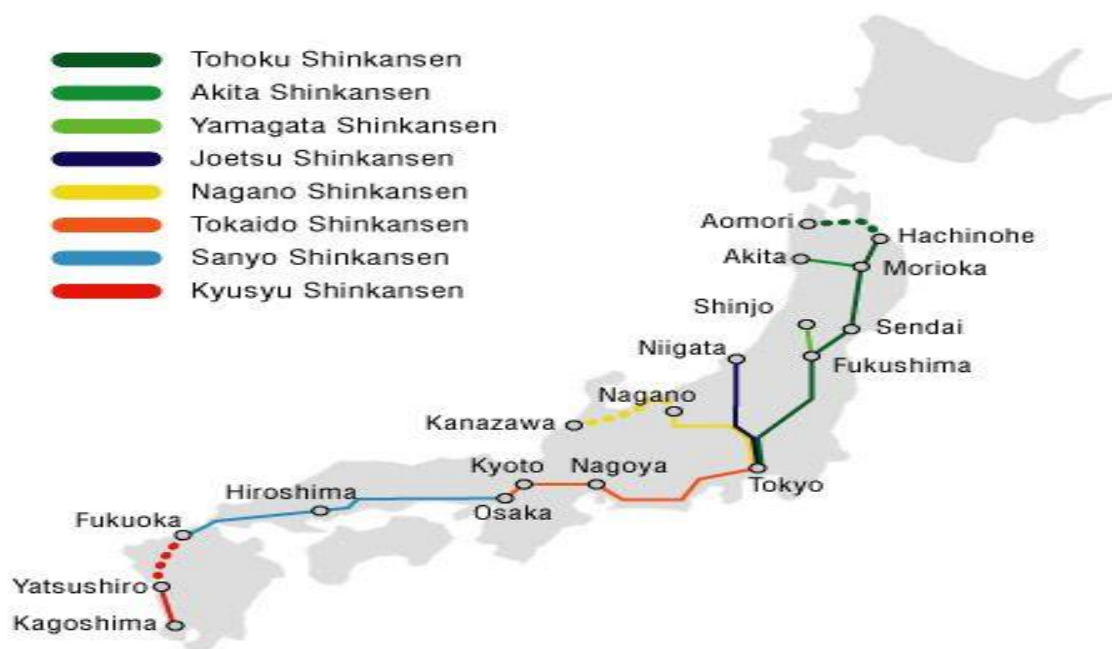 Tohoku Shinkansen
Akita Shinkansen
Yamagata Shinkansen
Joetsu Shinkansen
Nagano Shinkansen
Tokaido Shinkansen
Sanyo Shinkansen
Kyusyu Shinkansen
Aomori
Hachinohe
Akita
Morioka
Shinjo
Sendai
Niigata
Fukushima
Nagano
Kanazawa
Kyoto
Nagoya
Tokyo
Hiroshima
Osaka
Fukuoka
Yatsushiro
Kagoshima